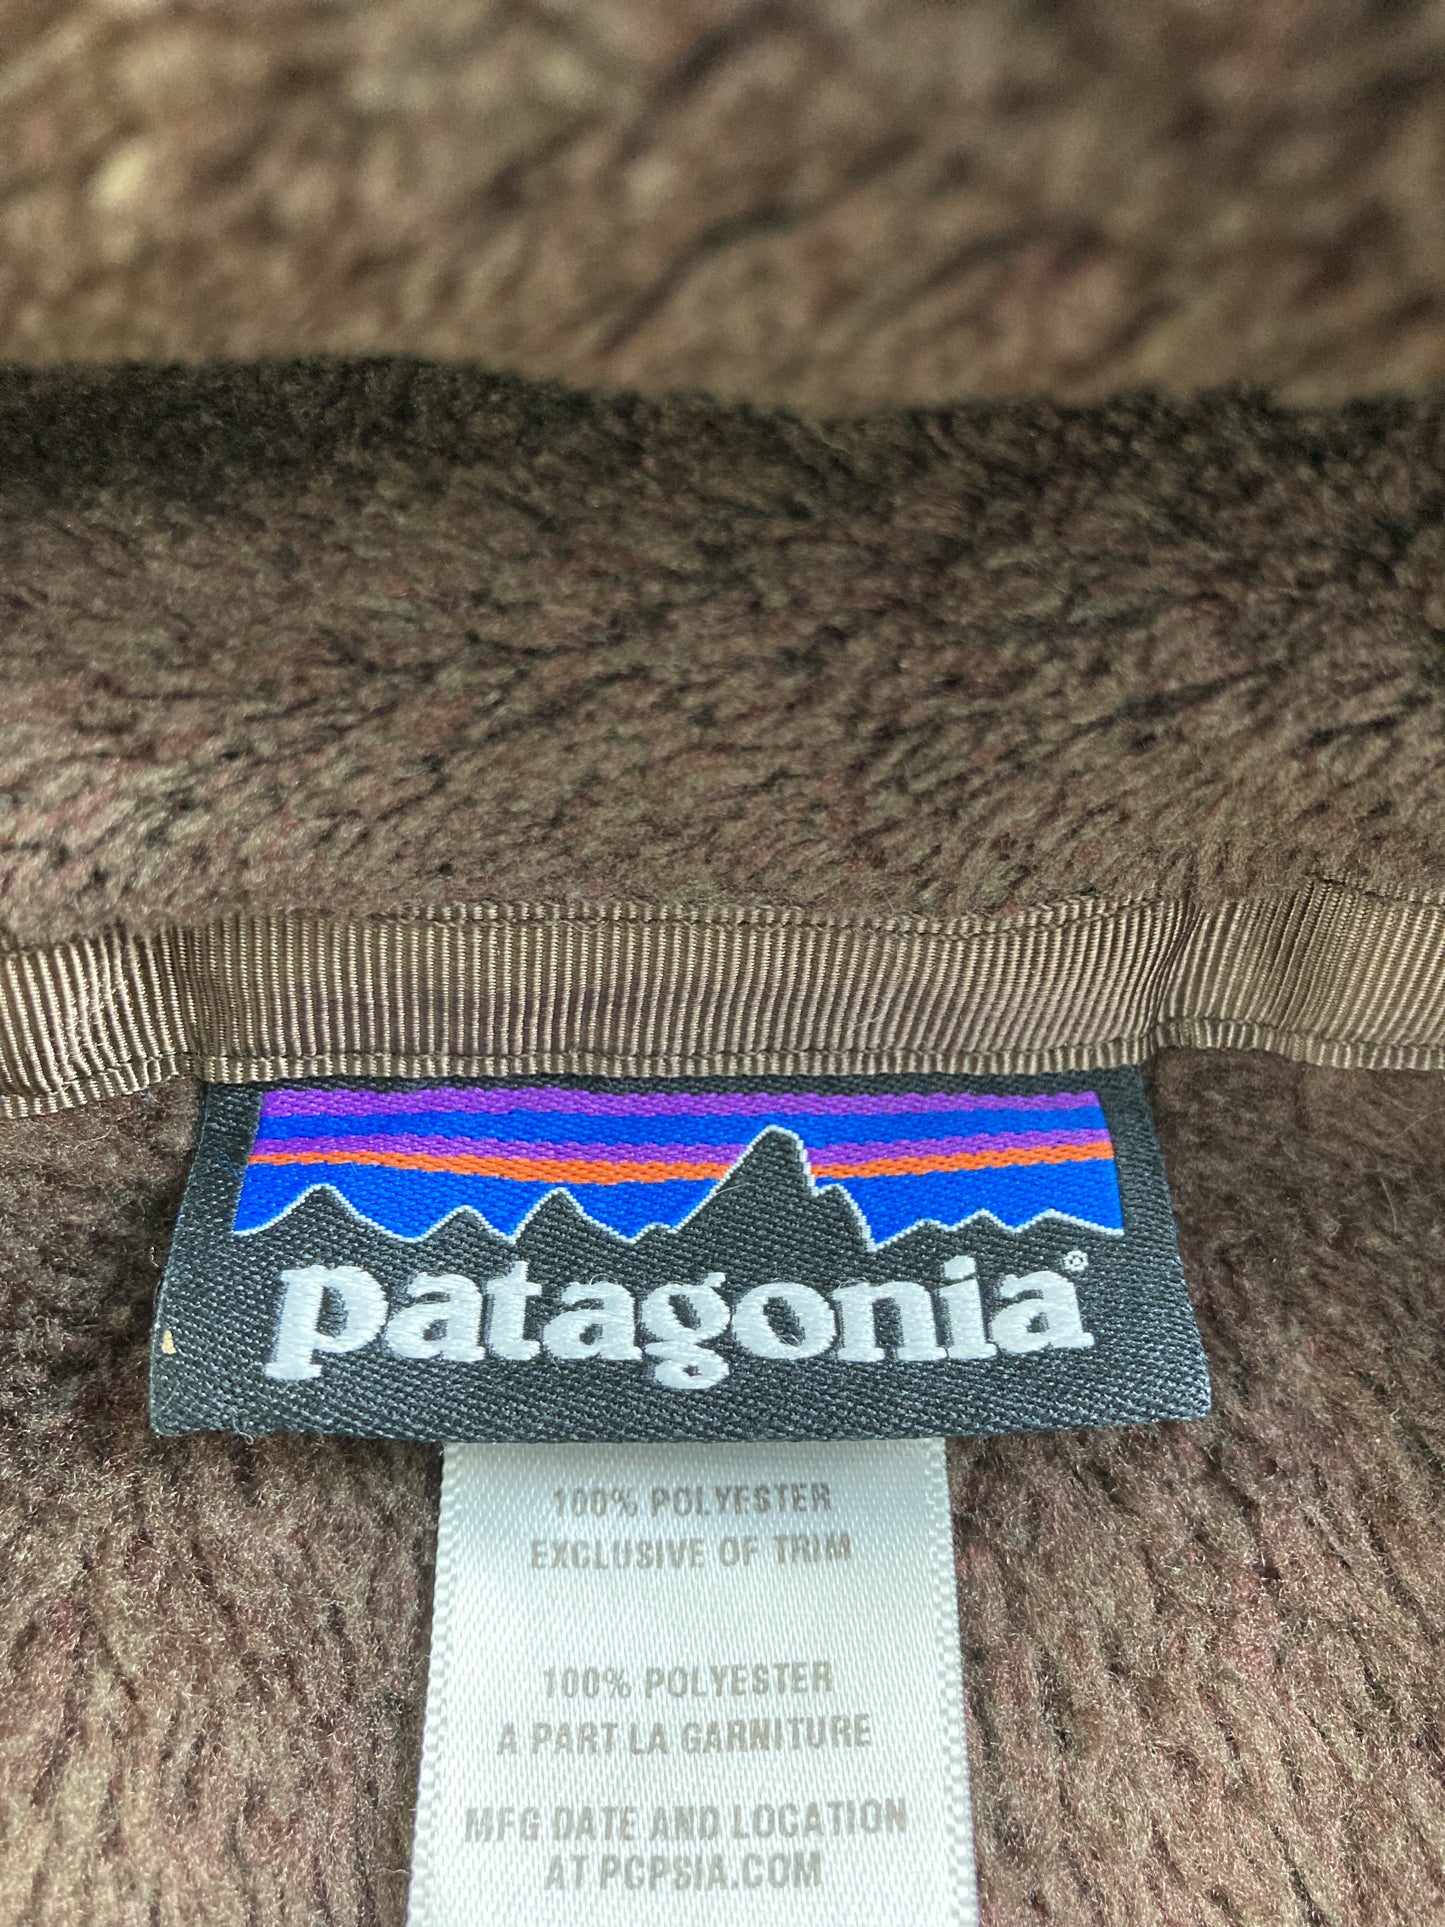 patagonia®
100% POLYESTER
EXCLUSIVE OF TRIM
100% POLYESTER
A PART LA GARNITURE
MFG DATE AND LOCATION
AT PCPSIA.COM